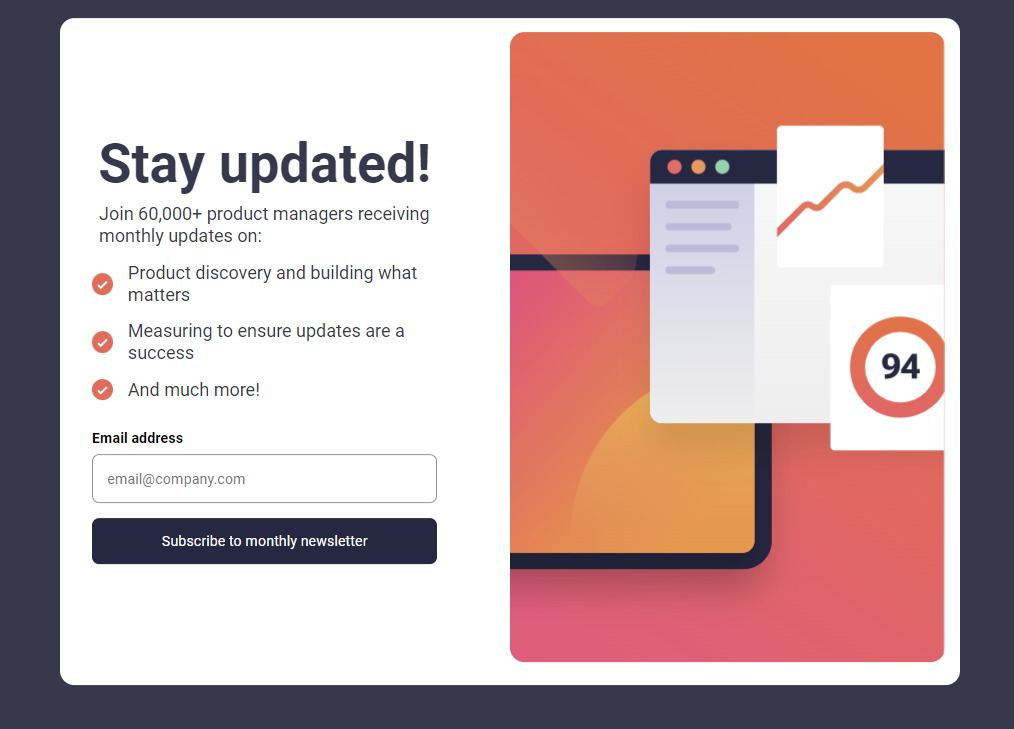 Stay updated!
Join 60,000+ product managers receiving
monthly updates on:
Product discovery and building what
matters
Measuring to ensure updates are a
success
And much more!
Email address
email@company.com
Subscribe to monthly newsletter
94